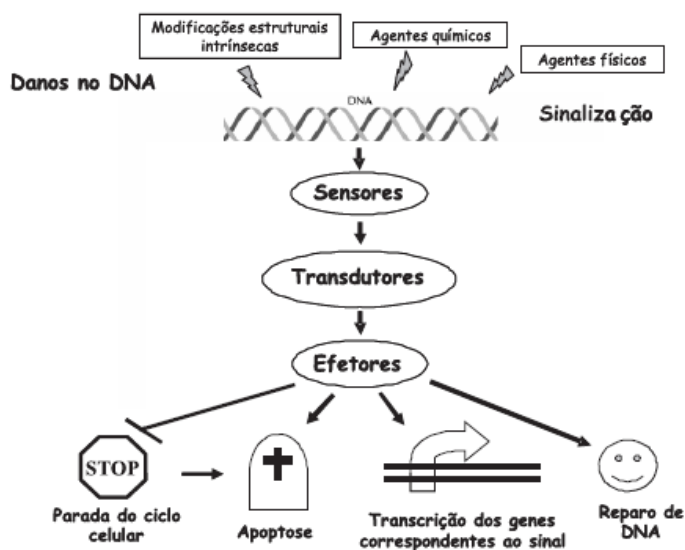 Modificações estruturais
intrínsecas
Agentes químicos
Agentes físicos
Danos no DNA
DNA
Sinaliza ção
Sensores
Transdutores
Efetores
STOP
Parada do ciclo
celular
Apoptose
Transcrição dos genes
correspondentes ao sinal
Reparo de
DNA